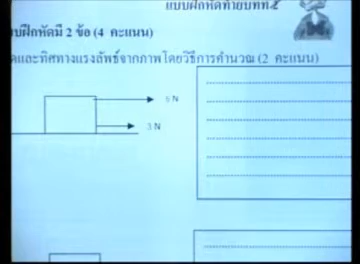 แบบฝึกหัดท้ายบทที่ ๕
บบฝึกหัดมี 2 ข้อ (4 คะแนน)
ดและทิศทางแรงลัพธ์จากภาพโดยวิธีการคำนวณ (2 คะแนน)
3 N